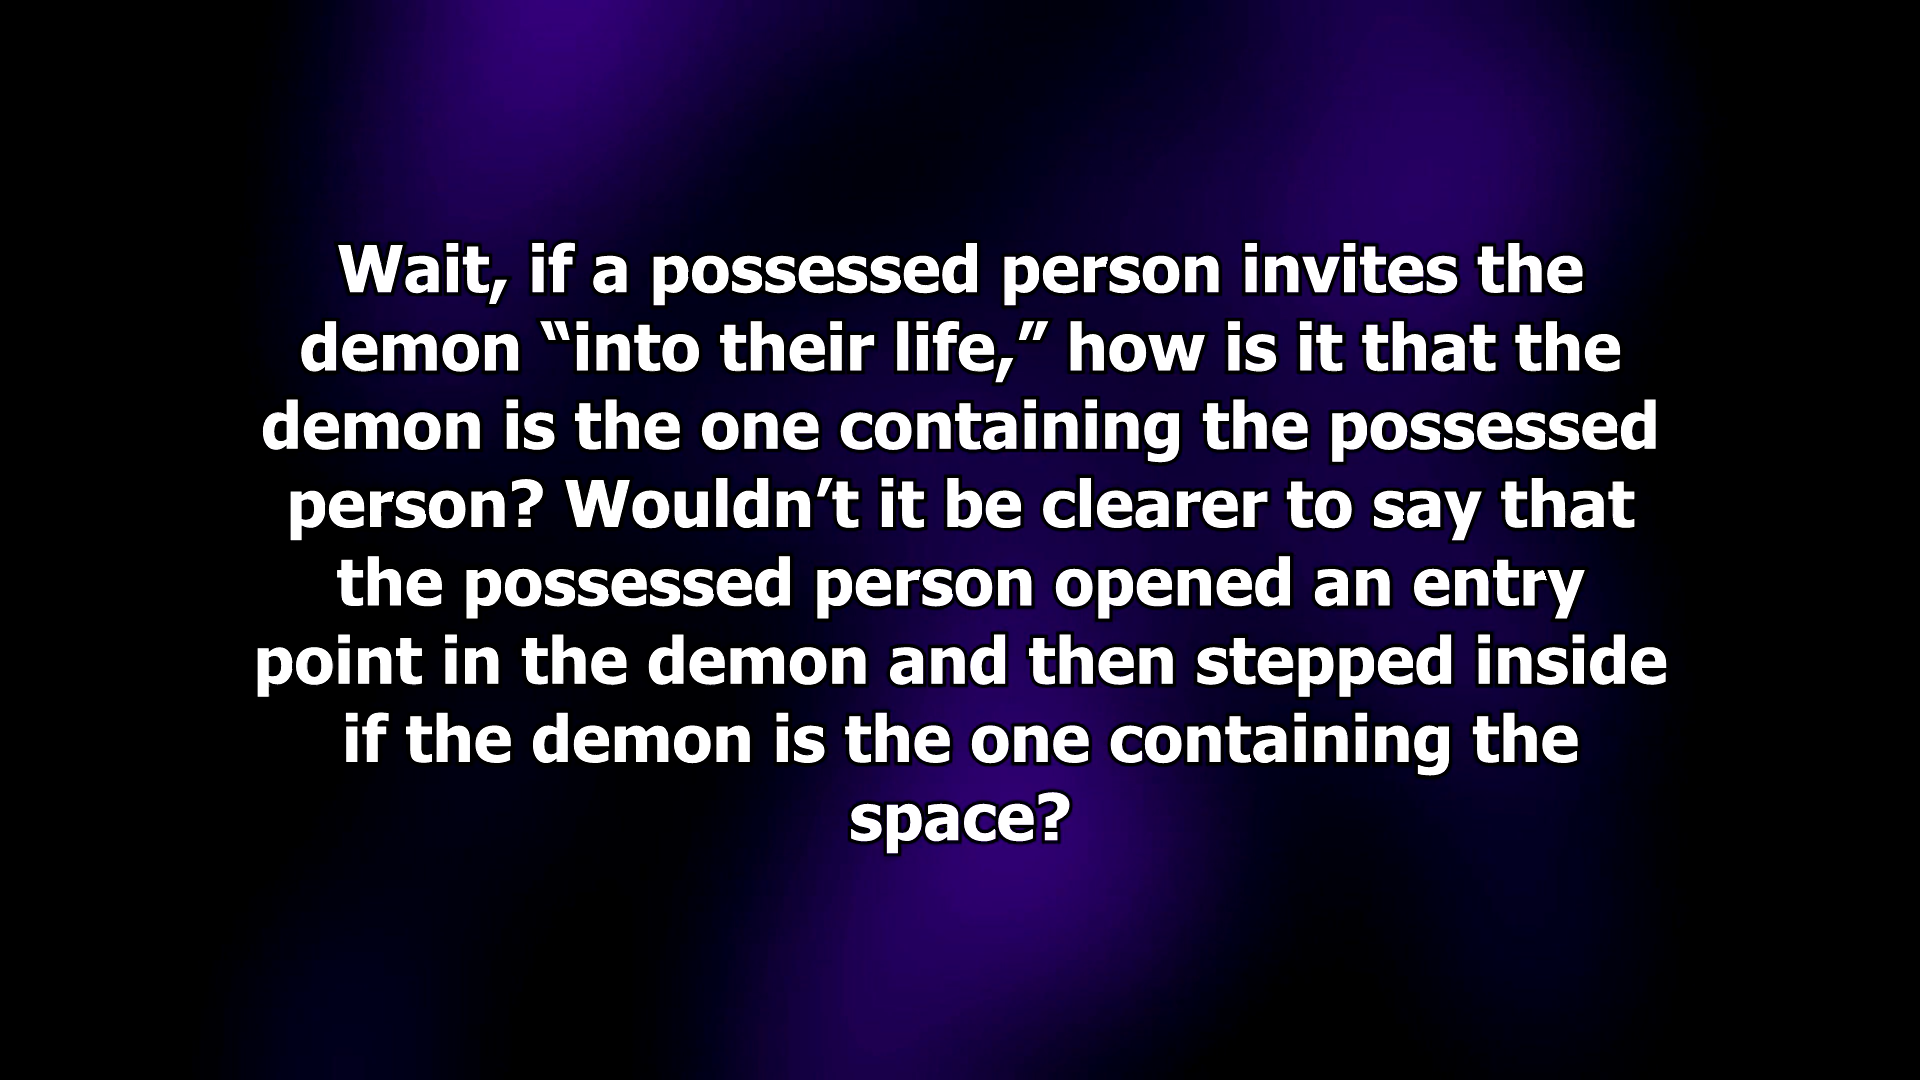 Wait, if a possessed person invites the
demon “into their life,” how is it that the
demon is the one containing the possessed
person? Wouldn’t it be clearer to say that
the possessed person opened an entry
point in the demon and then stepped inside
if the demon is the one containing the
space?